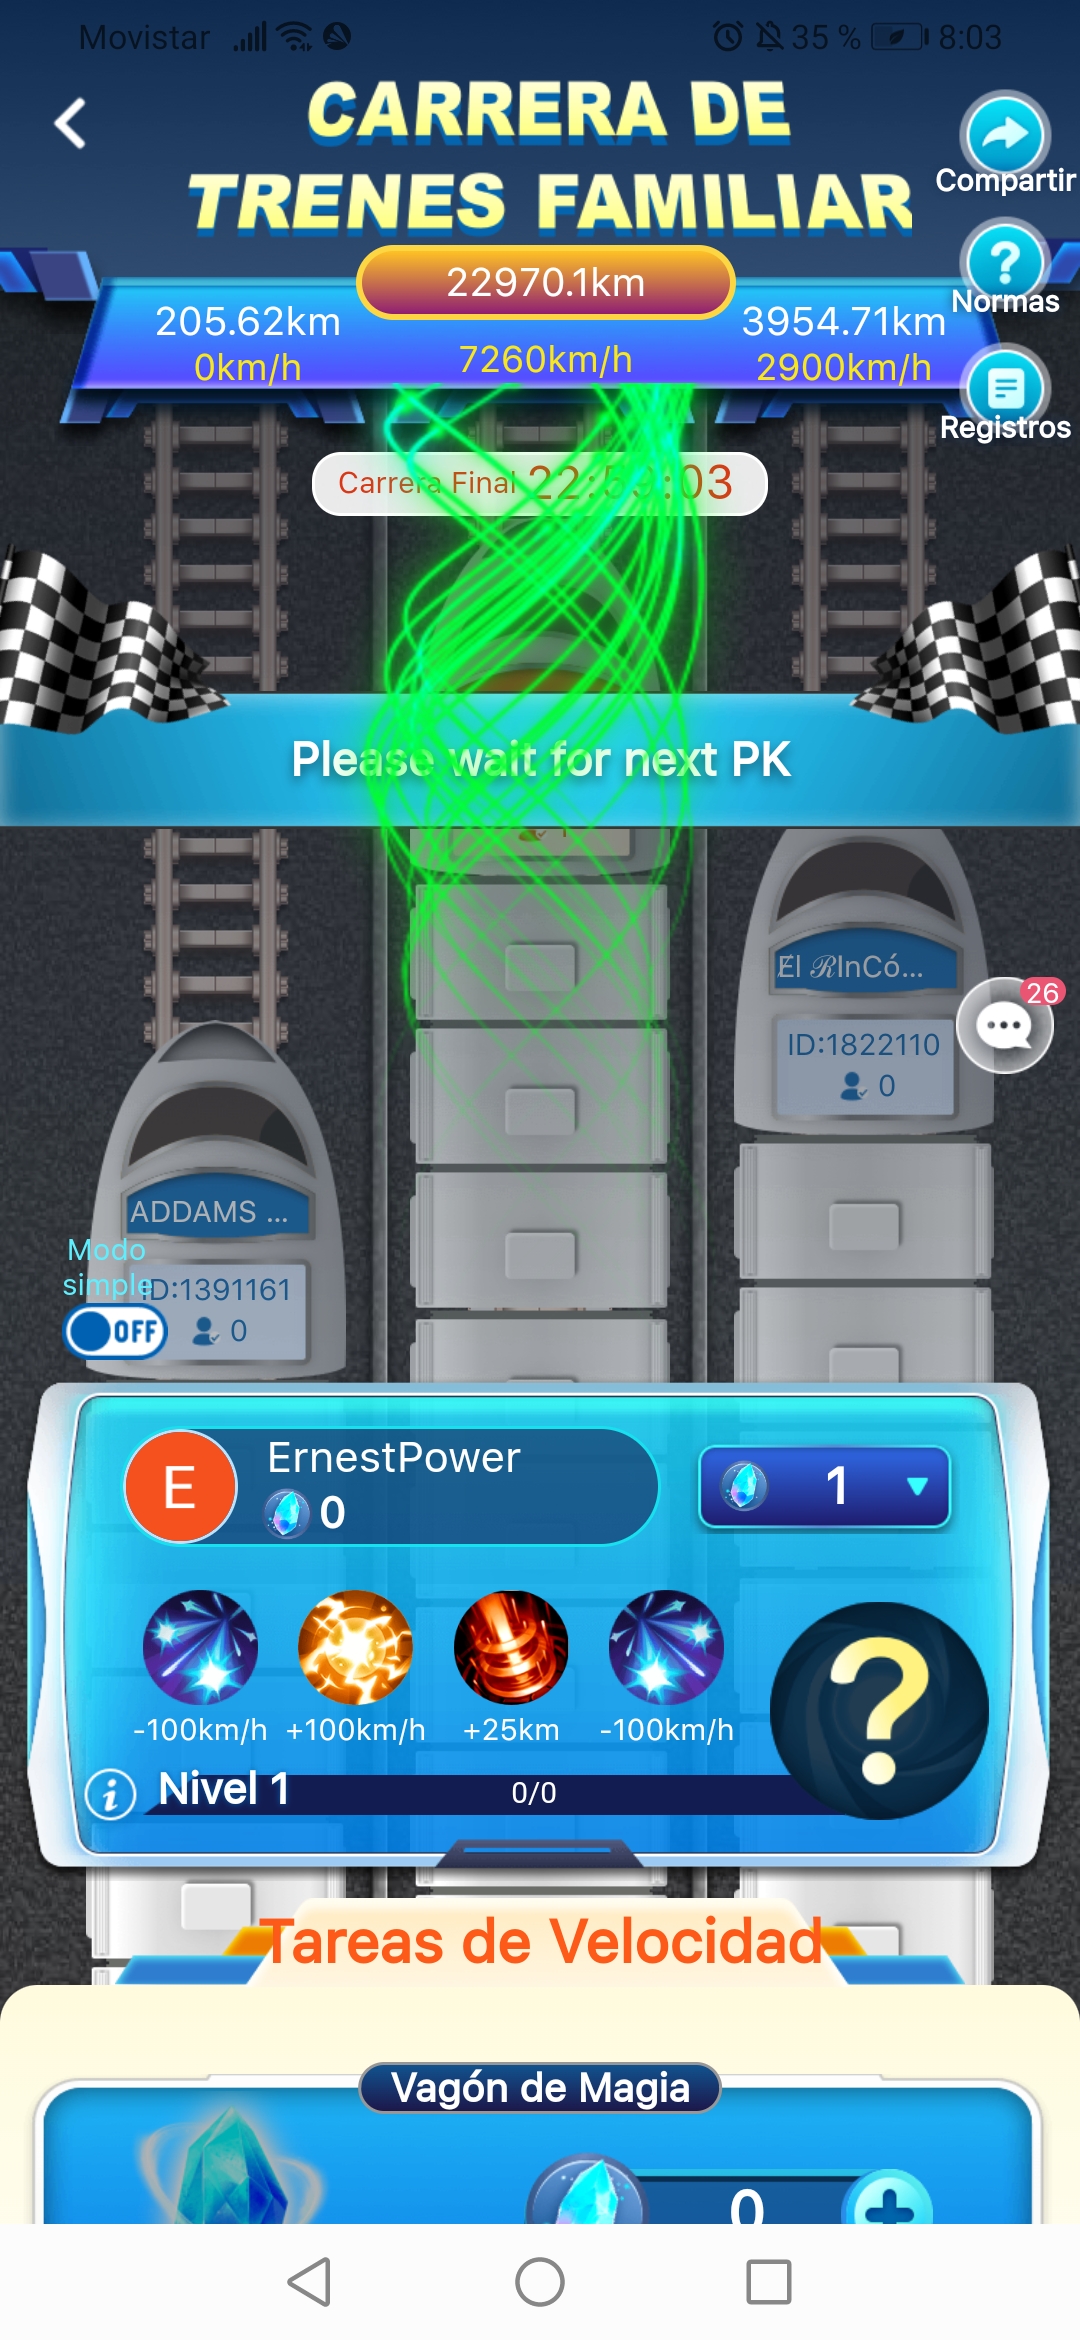 Movistar
35 %
8:03
CARRERA DE
TRENES FAMILIAR
Compartir
Normas
Registros
22970.1km
205.62km
3954.71km
0km/h
7260km/h
2900km/h
Carrera Final 22:59:03
Please wait for next PK
El RInCó...
ID:1822110
0
26
ADDAMS ...
Modo
simple
ID:1391161
OFF
0
E
ErnestPower
0
1
-100km/h
+100km/h
+25km
-100km/h
?
Nivel 1
0/0
Tareas de Velocidad
Vagón de Magia
0